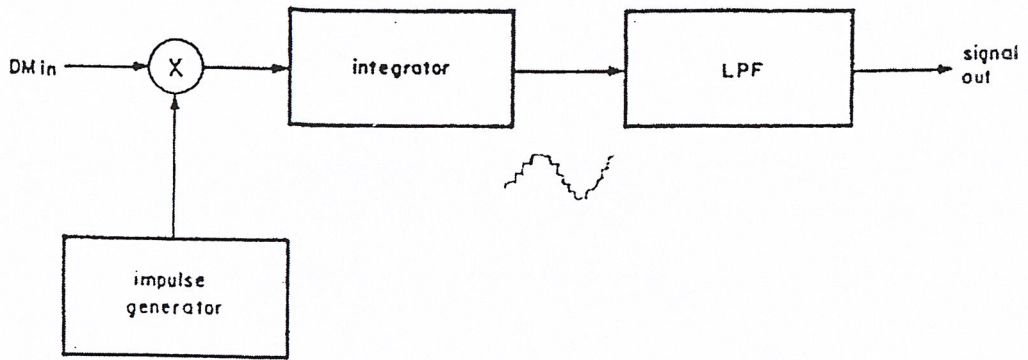 DM in
X
integrator
LPF
signal
out
impulse
generator